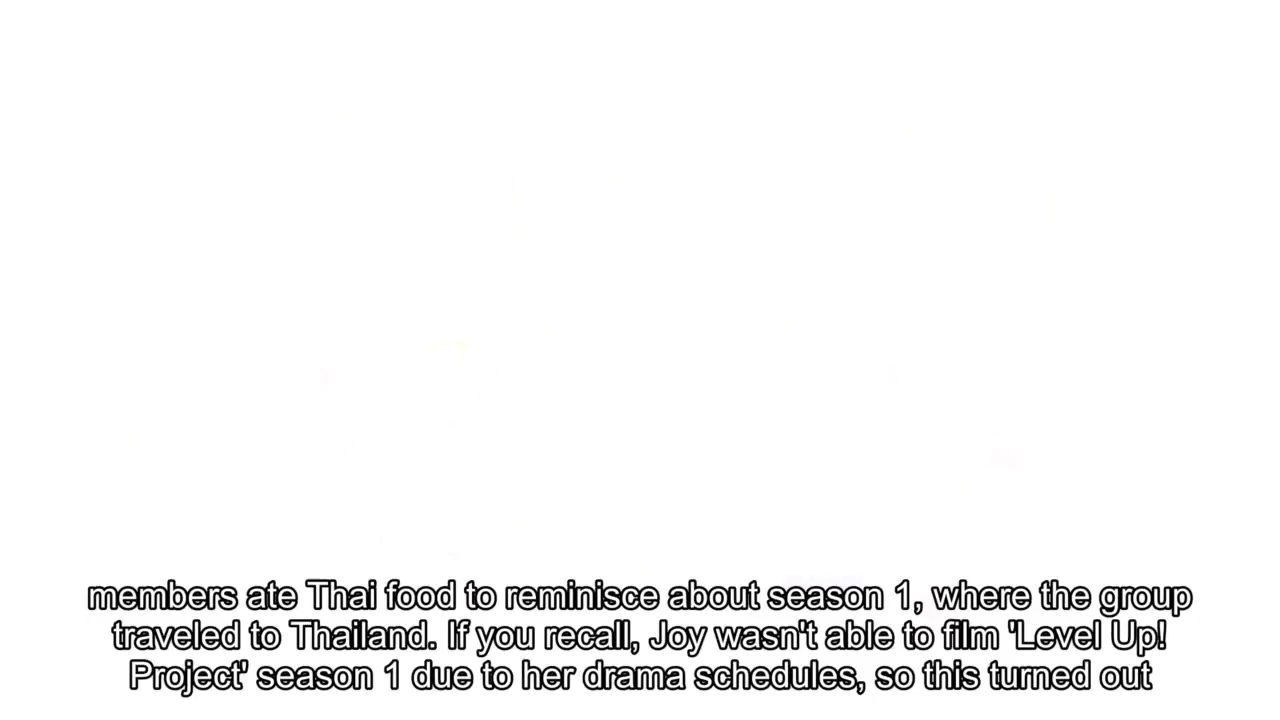 members ate Thai food to reminisce about season 1, where the group
traveled to Thailand. If you recall, Joy wasn't able to film 'Level Up!
Project' season 1 due to her drama schedules, so this turned out